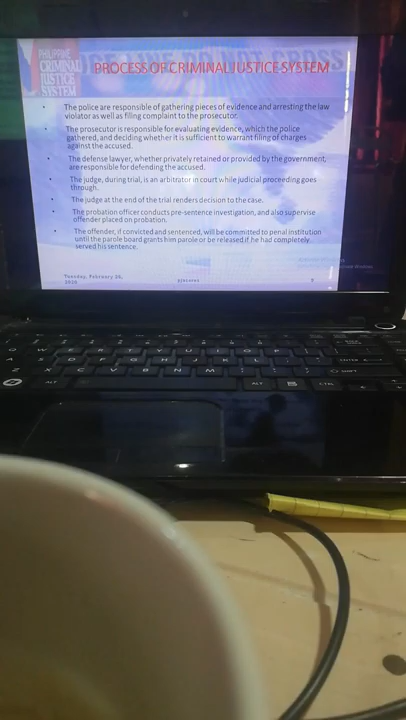 PHILIPPINE
CRIMINAL
JUSTICE
SYSTEM
PROCESS OF CRIMINAL JUSTICE SYSTEM
• The police are responsible of gathering pieces of evidence and arresting the law
violator as well as filing complaint to the prosecutor.
• The prosecutor is responsible for evaluating evidence, which the police
gathered, and deciding whether it is sufficient to warrant filing of charges
against the accused.
• The defense lawyer, whether privately retained or provided by the government,
are responsible for defending the accused.
• The judge, during trial, is an arbitrator in court while judicial proceeding goes
through.
• The judge at the end of the trial renders decision to the case.
• The probation officer conducts pre-sentence investigation, and also supervise
offender placed on probation.
• The offender, if convicted and sentenced, will be committed to penal institution
until the parole board grants him parole or be released if he had completely
served his sentence.
Tuesday, February 26,
ENTER
SHIFT
ALT
ALT
CTRL
Z X C V B N M